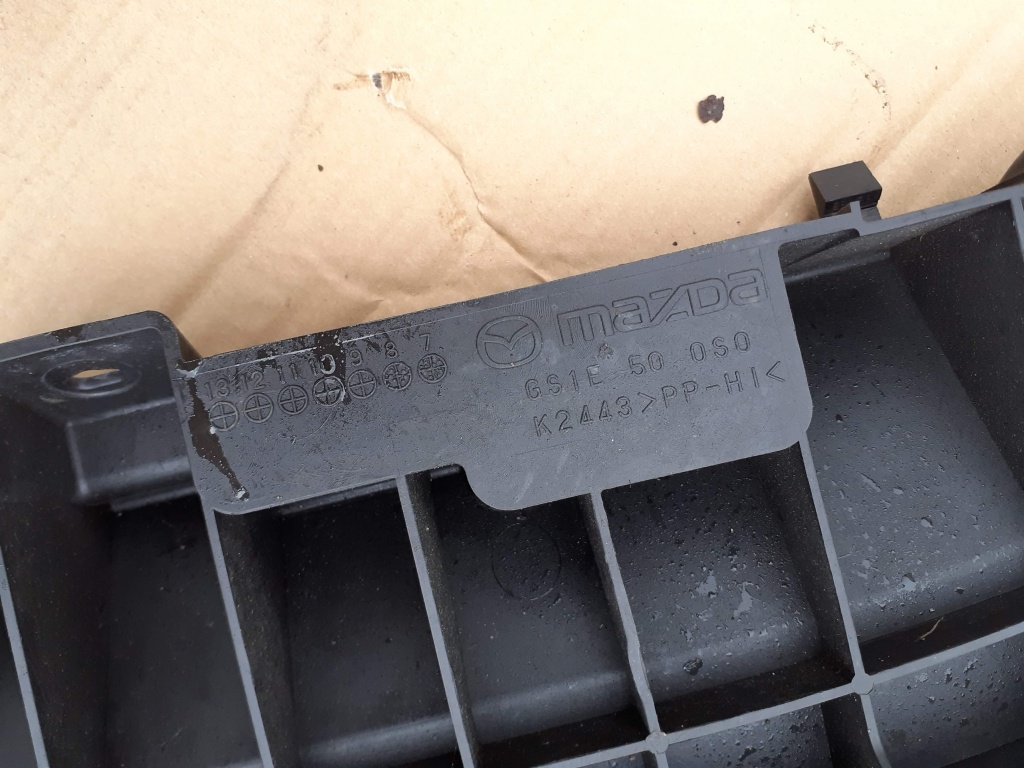 mazda
13 12 11 10 9 8 7
GS1E 50 0S0
K2443 >PP-HI<